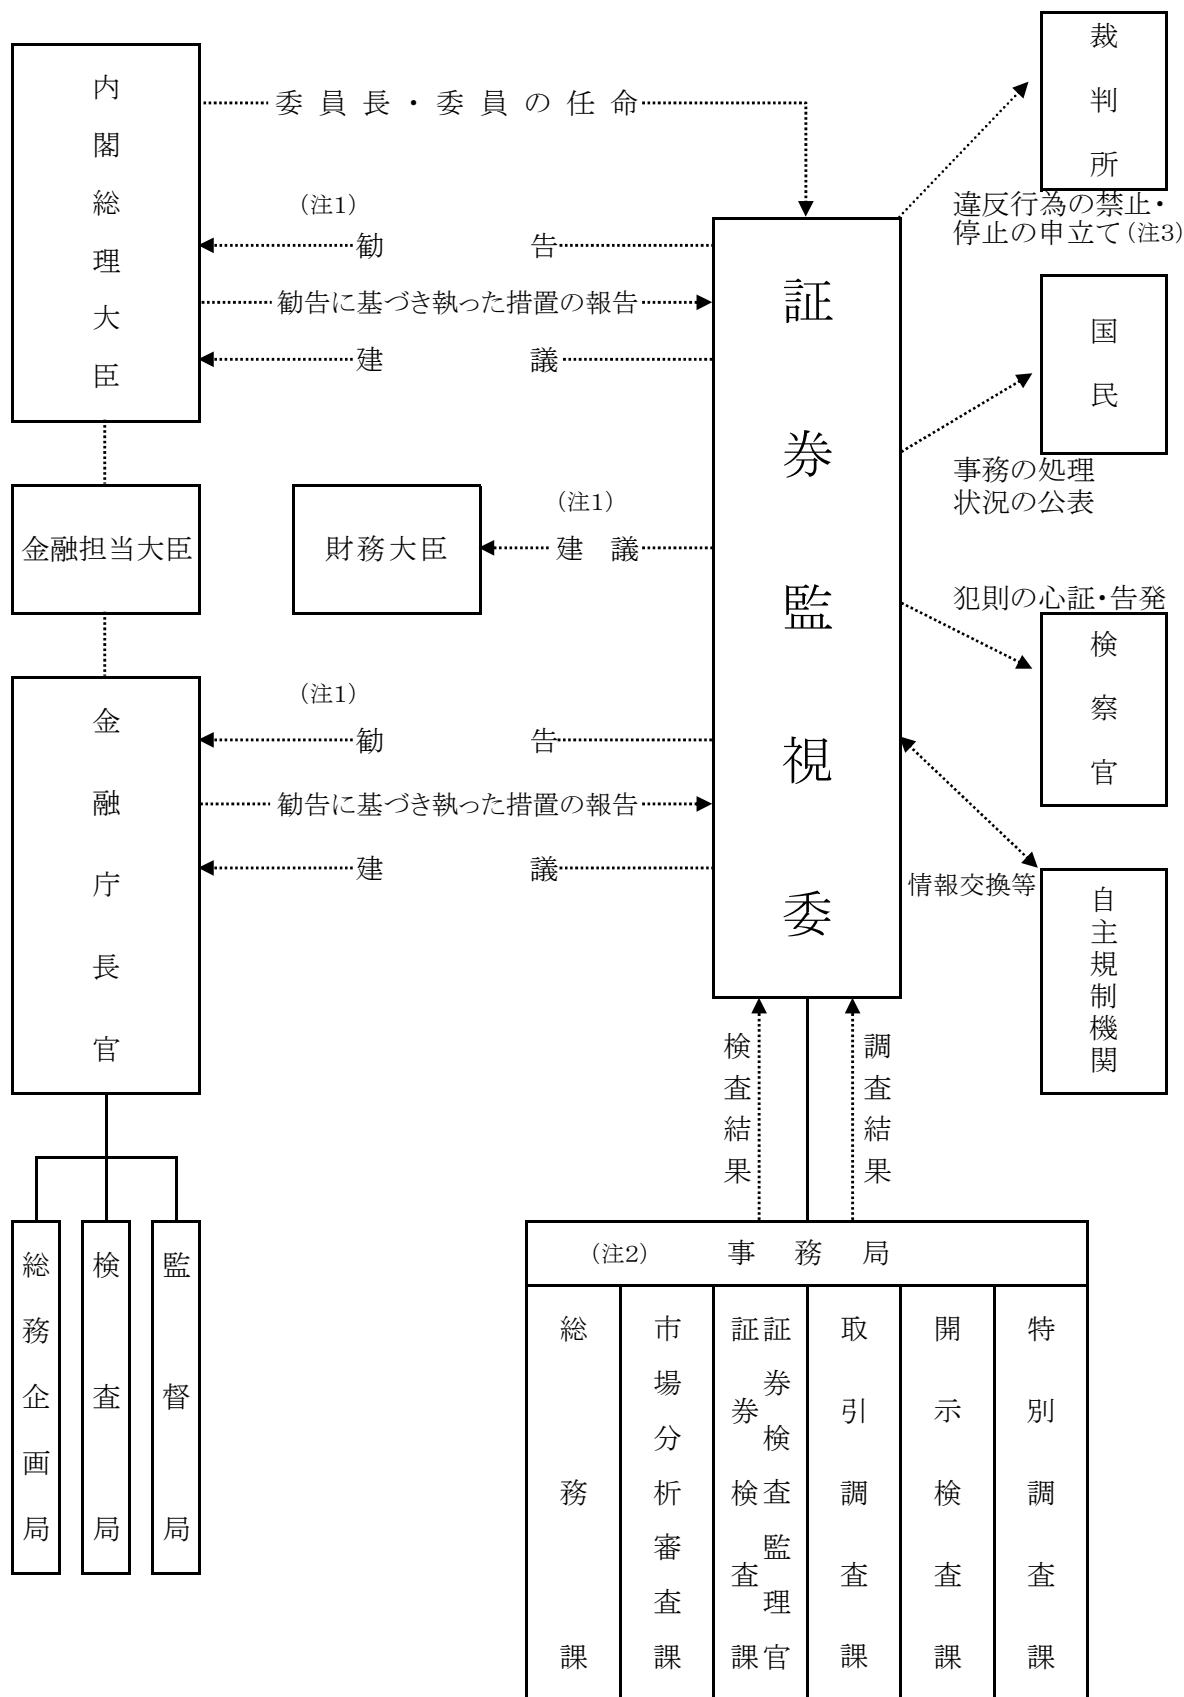 裁判所
内閣総理大臣
委員長・委員の任命
違反行為の禁止・
停止の申立て（注3）
（注1）
勧告
勧告に基づき執った措置の報告
建議
証券監視委
国民
事務の処理
状況の公表
金融担当大臣
財務大臣
（注1）
建議
犯則の心証・告発
検察官
金融庁長官
（注1）
勧告
勧告に基づき執った措置の報告
建議
情報交換等
自主規制機関
検査結果
調査結果
総務企画局
検査局
監督局
（注2） 事務局
総務課
市場分析審査課
証券検査監理官
証券検査課
取引調査課
開示検査課
特別調査課